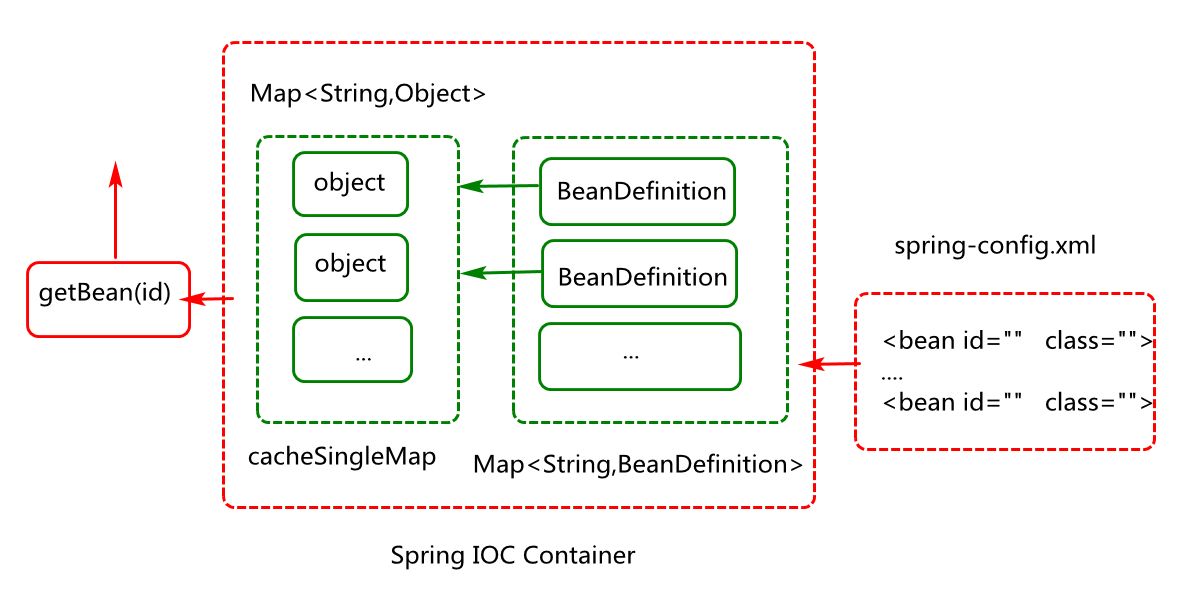 Map<String,Object>
object
object
...
cacheSingleMap
BeanDefinition
BeanDefinition
...
Map<String,BeanDefinition>
getBean(id)
spring-config.xml
<bean id="" class="">
....
<bean id="" class="">
Spring IOC Container